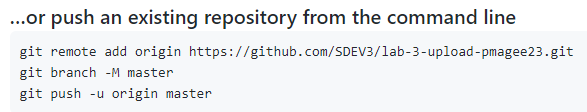 ...or push an existing repository from the command line
git remote add origin https://github.com/SDEV3/lab-3-upload-pmagee23.git
git branch -M master
git push -u origin master